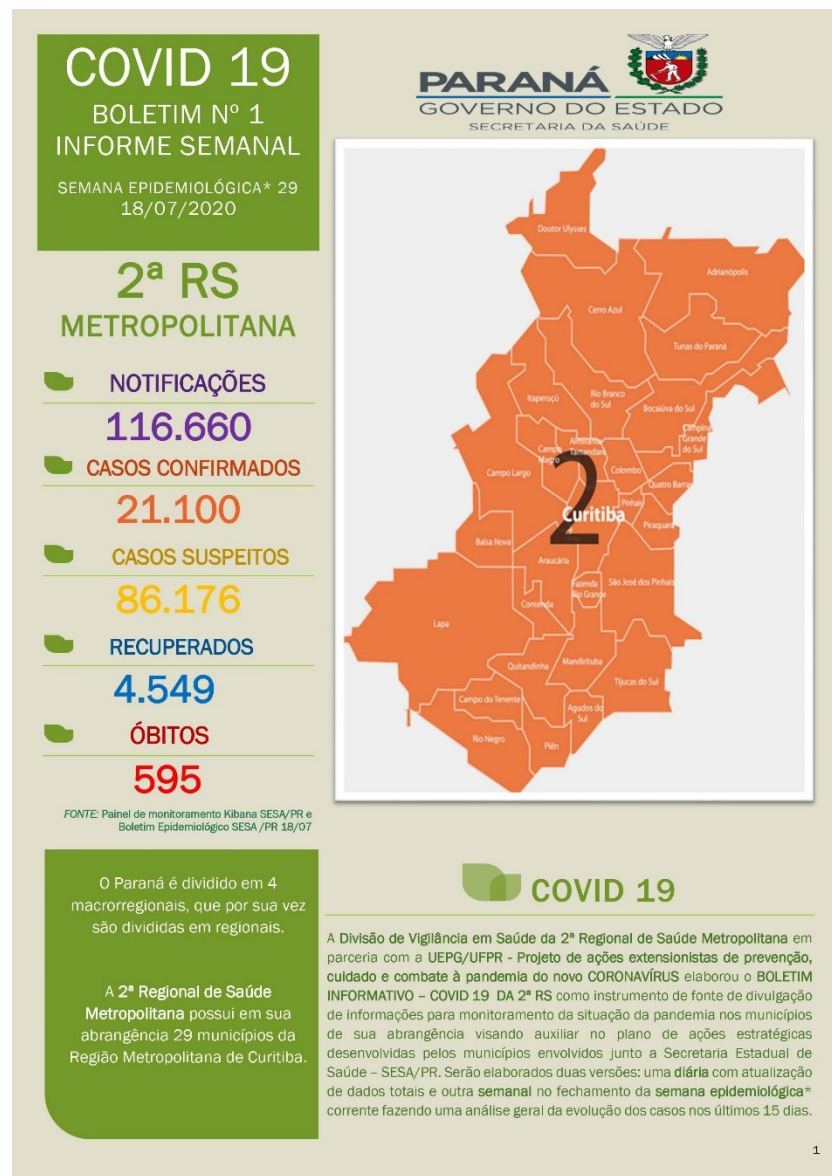 COVID 19
BOLETIM Nº 1
INFORME SEMANAL
SEMANA EPIDEMIOLÓGICA* 29
18/07/2020
PARANÁ
GOVERNO DO ESTADO
SECRETARIA DA SAÚDE
2ª RS
METROPOLITANA
NOTIFICAÇÕES
116.660
CASOS CONFIRMADOS
21.100
CASOS SUSPEITOS
86.176
RECUPERADOS
4.549
ÓBITOS
595
FONTE: Painel de monitoramento Kibana SESA/PR e
Boletim Epidemiológico SESA /PR 18/07
Doutor Ulysses
Adrianópolis
Cerro Azul
Tunas do Paraná
Itaperuçú
Rio Branco
do Sul
Bocaiúva do Sul
Campina
Grande
do Sul
Almirante
Tamandaré
Campo
Magro
Campo Largo
Colombo
Quatro Barras
Pinhais
2
Curitiba
Piraquara
Balsa Nova
Araucária
Fazenda
Rio Grande
São José dos Pinhais
Contenda
Lapa
Quitandinha
Mandirituba
Tijucas do Sul
Campo do Tenente
Agudos do
Sul
Rio Negro
Piên
O Paraná é dividido em 4
macrorregionais, que por sua vez
são divididas em regionais.
A 2ª Regional de Saúde
Metropolitana possui em sua
abrangência 29 municípios da
Região Metropolitana de Curitiba.
COVID 19
A Divisão de Vigilância em Saúde da 2ª Regional de Saúde Metropolitana em
parceria com a UEPG/UFPR - Projeto de ações extensionistas de prevenção,
cuidado e combate à pandemia do novo CORONAVÍRUS elaborou o BOLETIM
INFORMATIVO – COVID 19 DA 2ª RS como instrumento de fonte de divulgação
de informações para monitoramento da situação da pandemia nos municípios
de sua abrangência visando auxiliar no plano de ações estratégicas
desenvolvidas pelos municípios envolvidos junto a Secretaria Estadual de
Saúde – SESA/PR. Serão elaborados duas versões: uma diária com atualização
de dados totais e outra semanal no fechamento da semana epidemiológica*
corrente fazendo uma análise geral da evolução dos casos nos últimos 15 dias.
1